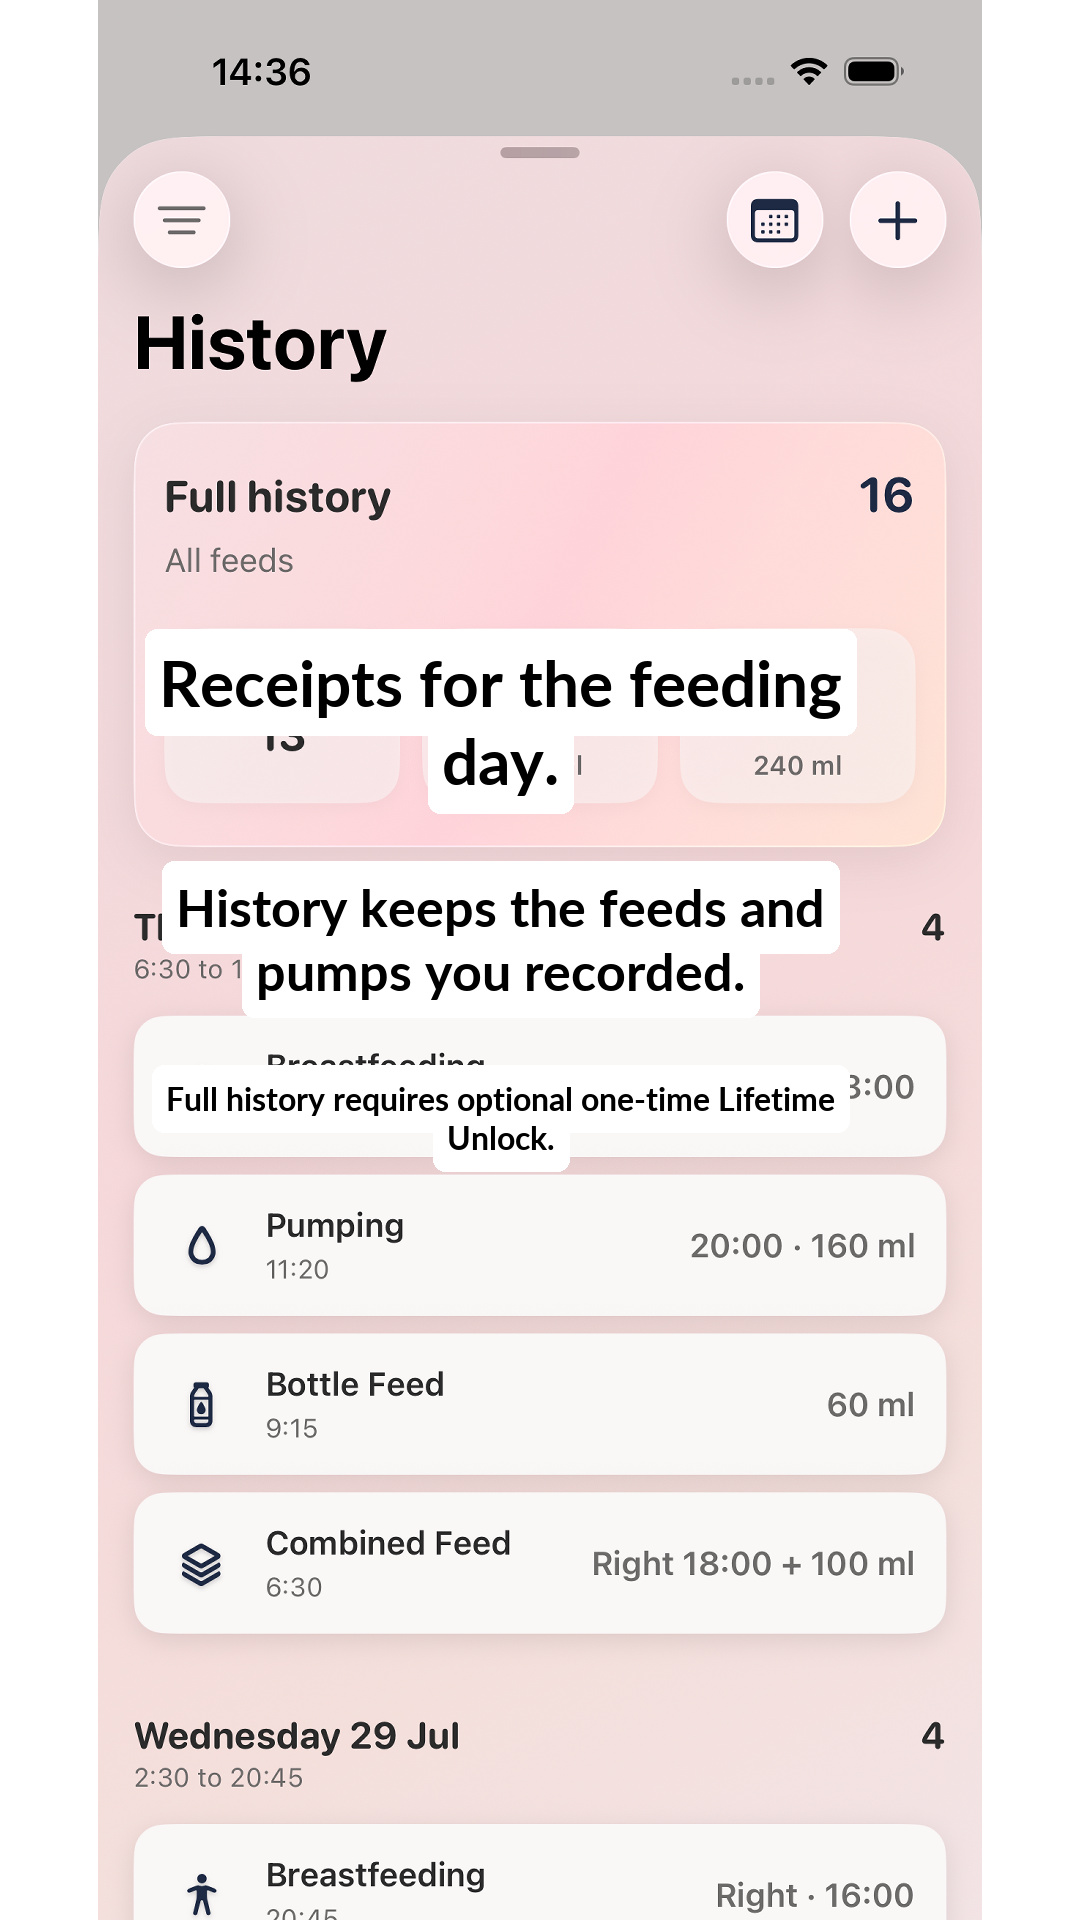 14:36
History
Full history
16
All feeds
Receipts for the feeding
day.
240 ml
History keeps the feeds and
pumps you recorded.
4
6:30 to
Breastfeeding
Full history requires optional one-time Lifetime
Unlock.
Pumping
20:00 · 160 ml
11:20
Bottle Feed
60 ml
9:15
Combined Feed
Right 18:00 + 100 ml
6:30
Wednesday 29 Jul
4
2:30 to 20:45
Breastfeeding
Right · 16:00
20:45